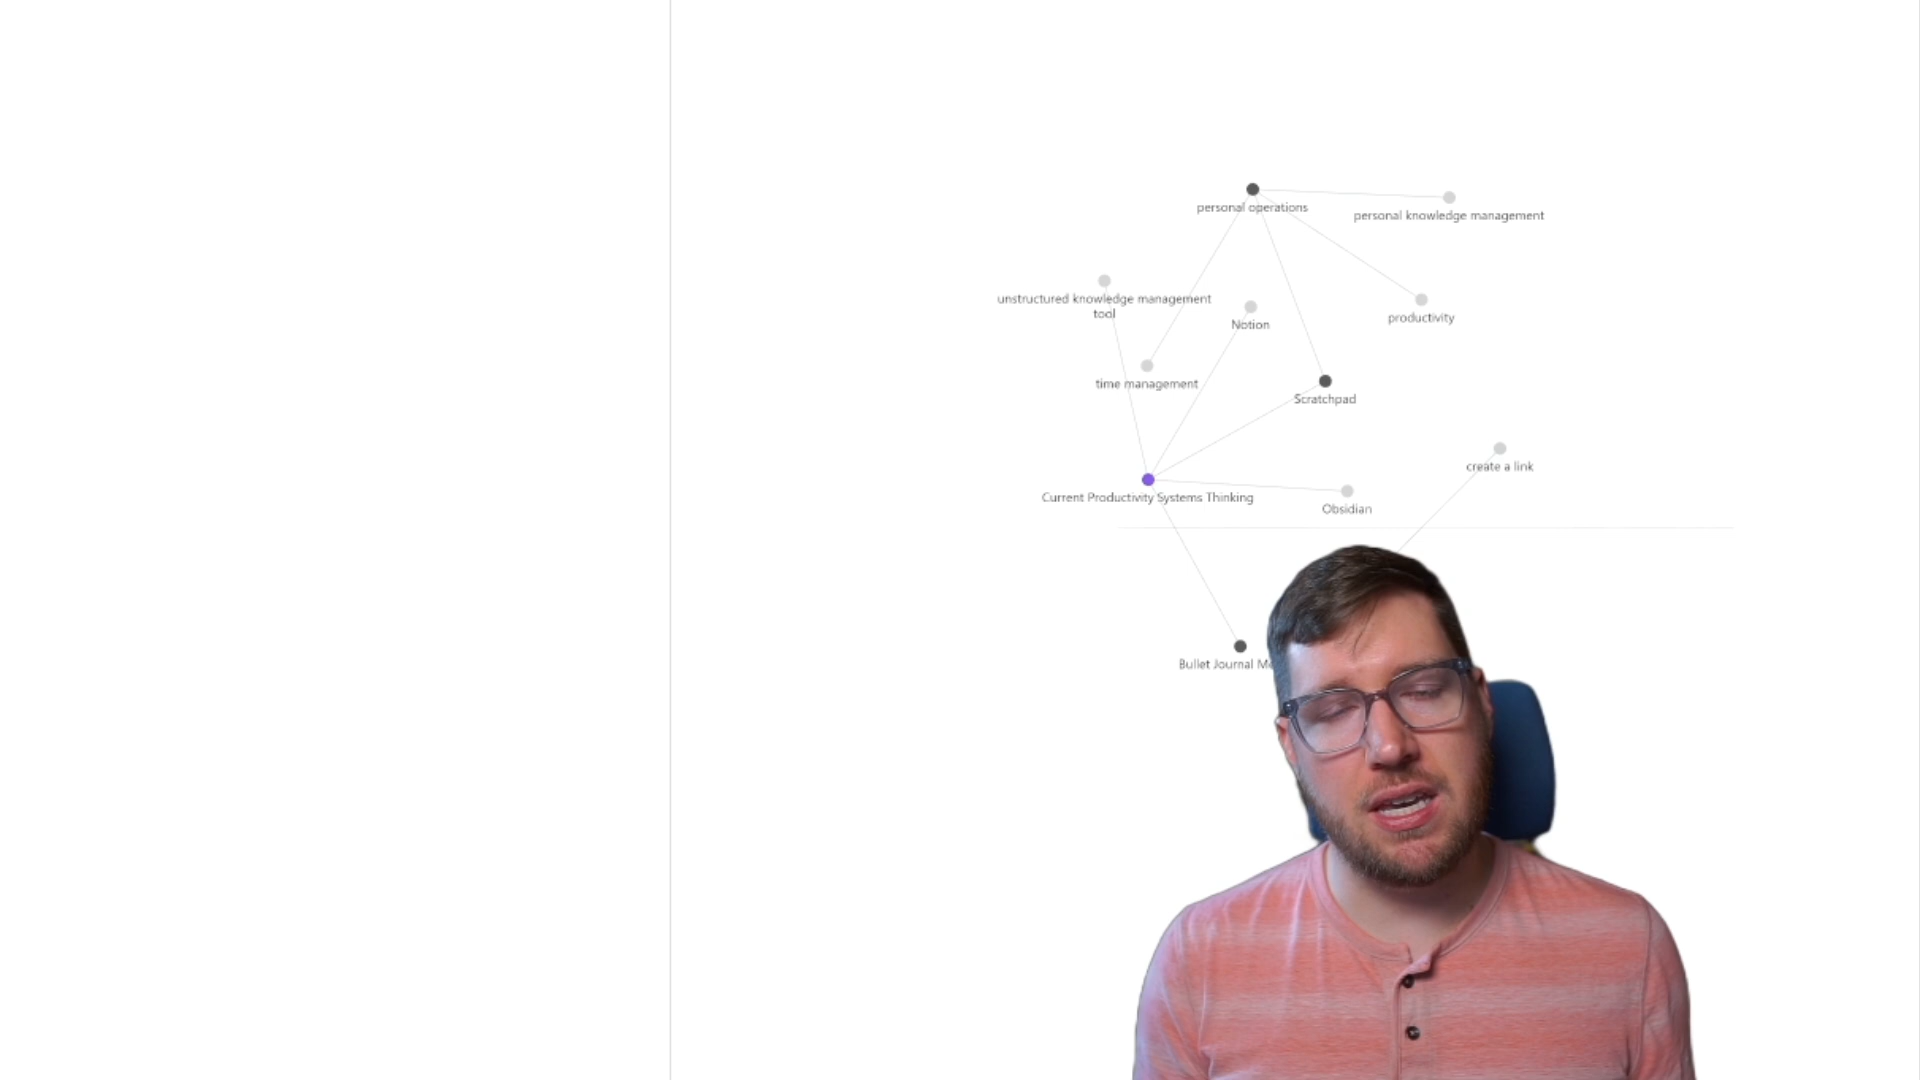 personal operations
personal knowledge management
unstructured knowledge management
tool
Notion
productivity
time management
Scratchpad
create a link
Current Productivity Systems Thinking
Obsidian
Bullet Journal